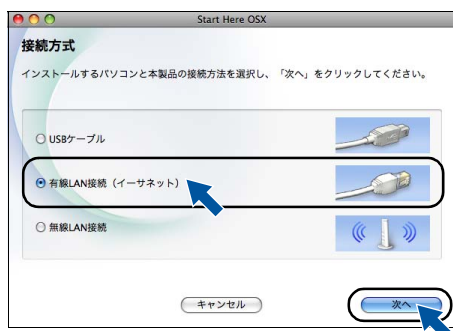 Start Here OSX
接続方式
インストールするパソコンと本製品の接続方法を選択し、「次へ」をクリックしてください。
USBケーブル
有線LAN接続（イーサネット）
無線LAN接続
キャンセル
次へ